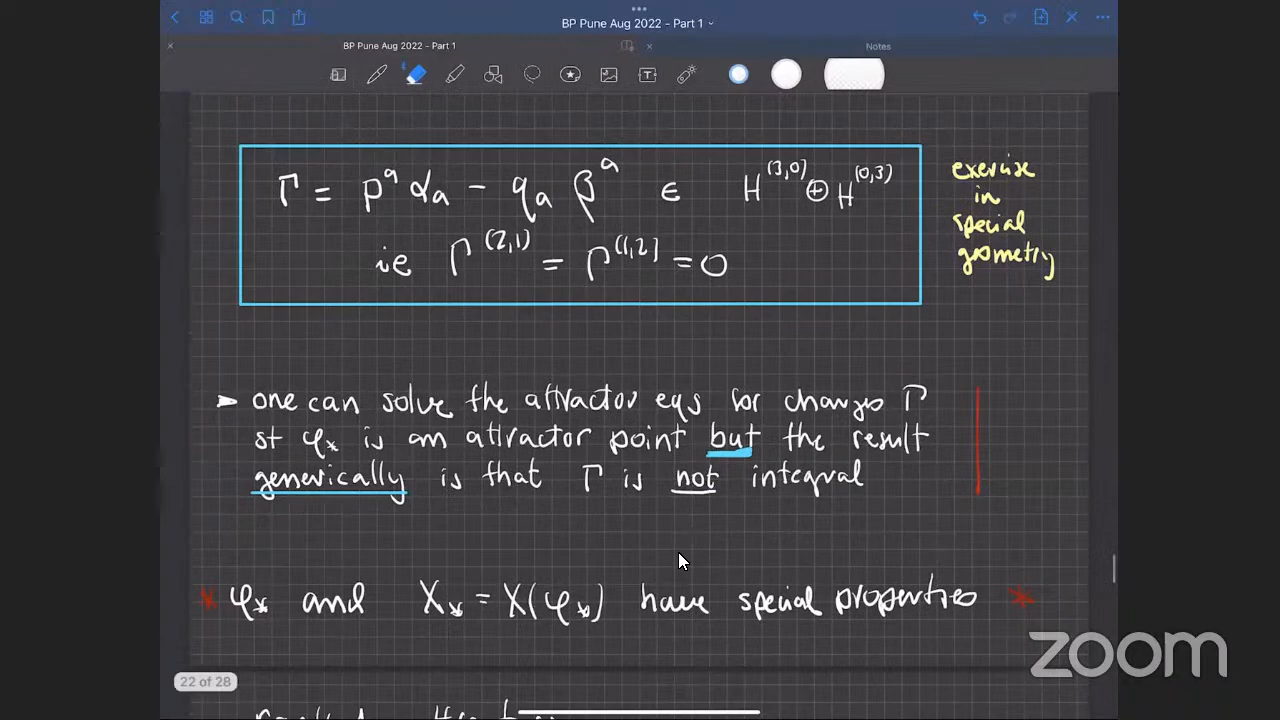 BP Pune Aug 2022 - Part 1
BP Pune Aug 2022 - Part 1
Notes
Γ = p^a α_a - q_a β^a ∈ H^(3,0) ⊕ H^(0,3)
ie Γ^(2,1) = Γ^(1,2) = 0
exercise
in
special
geometry
➤ one can solve the attractor eqs for charges Γ
st φ_* is an attractor point but the result
generically is that Γ is not integral
* φ_* and X_* = X(φ_*) have special properties *
zoom
22 of 28